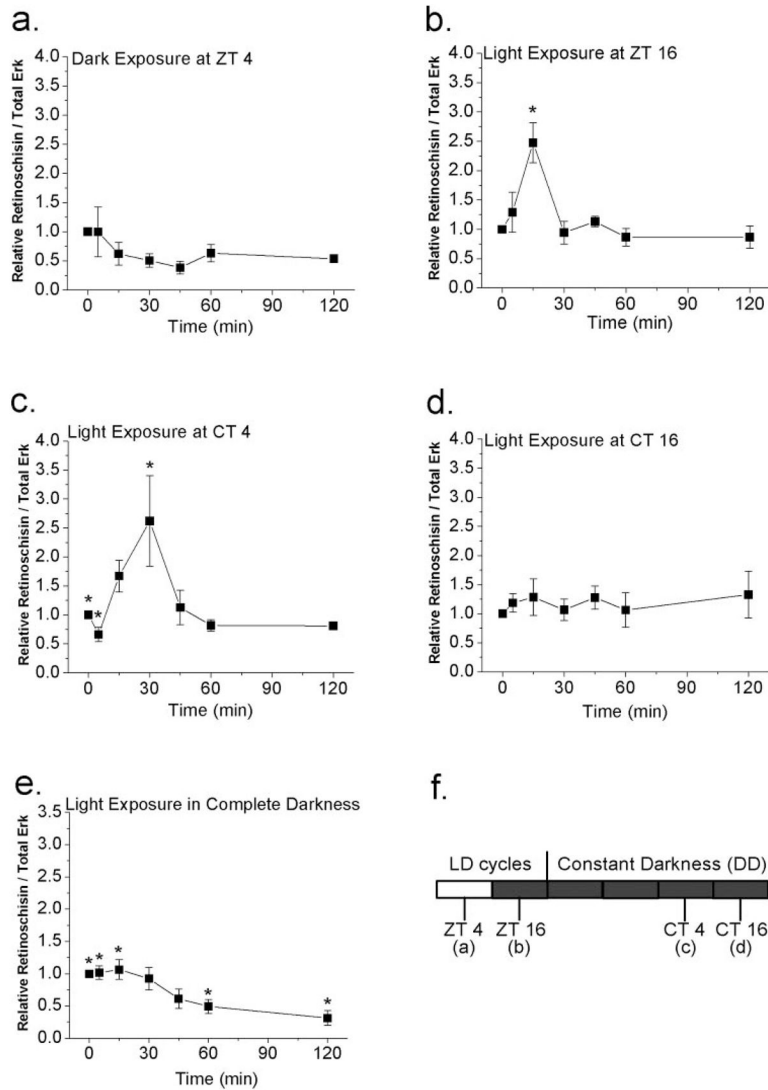 a.
Dark Exposure at ZT 4
Relative Retinoschisin / Total Erk
4.0
3.5
3.0
2.5
2.0
1.5
1.0
0.5
0.0
0 30 60 90 120
Time (min)
b.
Light Exposure at ZT 16
Relative Retinoschisin / Total Erk
4.0
3.5
3.0
2.5
2.0
1.5
1.0
0.5
0.0
*
0 30 60 90 120
Time (min)
c.
Light Exposure at CT 4
Relative Retinoschisin / Total Erk
4.0
3.5
3.0
2.5
2.0
1.5
1.0
0.5
0.0
*
*
*
0 30 60 90 120
Time (min)
d.
Light Exposure at CT 16
Relative Retinoschisin / Total Erk
4.0
3.5
3.0
2.5
2.0
1.5
1.0
0.5
0.0
0 30 60 90 120
Time (min)
e.
Light Exposure in Complete Darkness
Relative Retinoschisin / Total Erk
3.5
3.0
2.5
2.0
1.5
1.0
0.5
0.0
* * *
*
*
0 30 60 90 120
Time (min)
f.
LD cycles Constant Darkness (DD)
ZT 4 ZT 16 CT 4 CT 16
(a) (b) (c) (d)